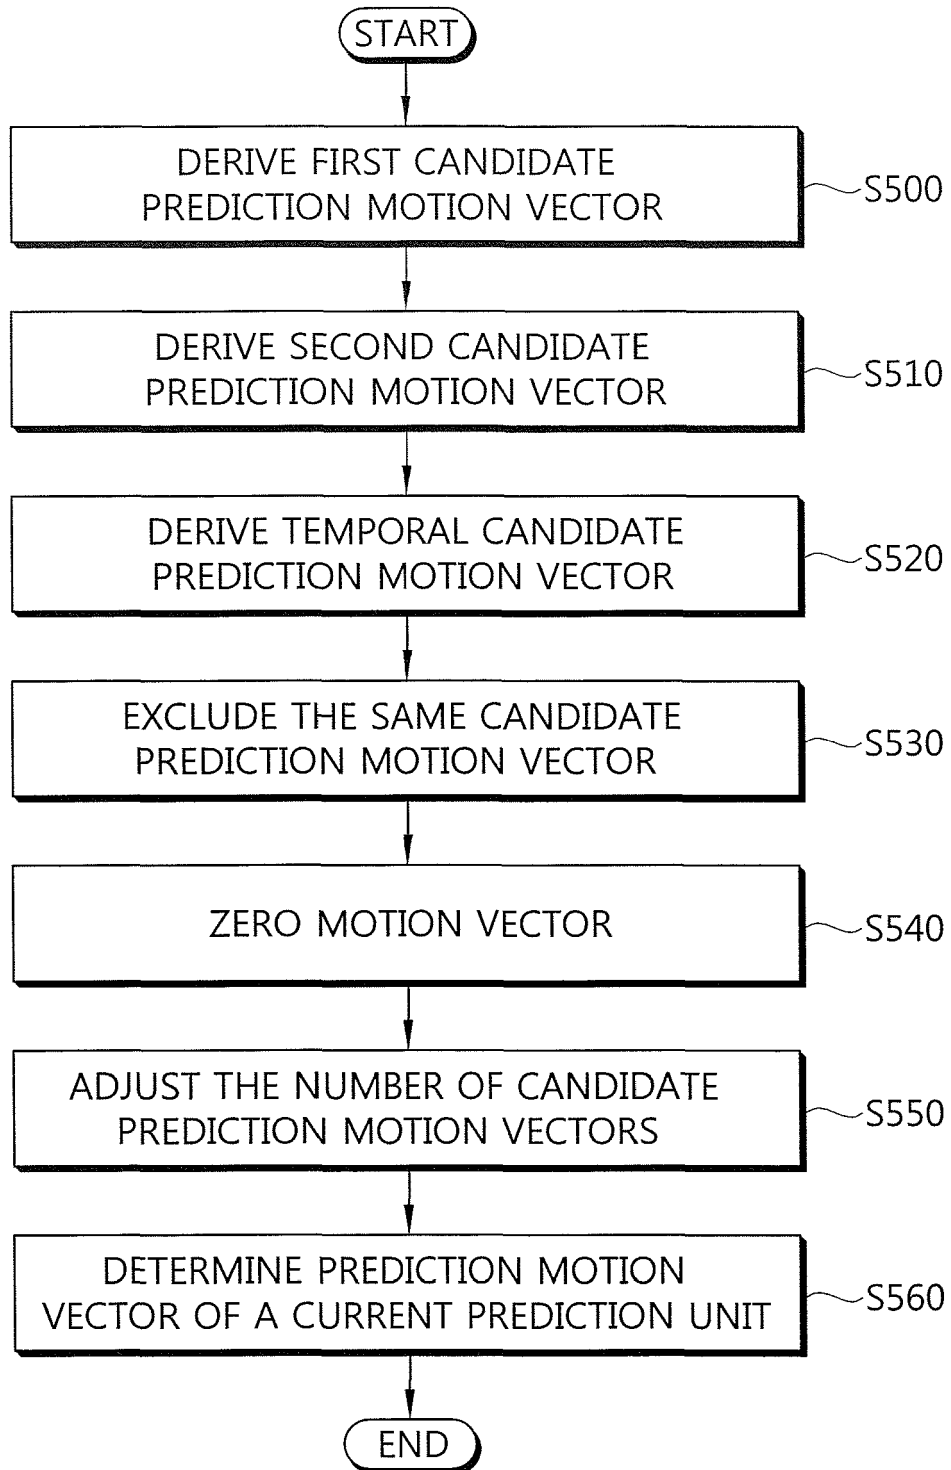 START
DERIVE FIRST CANDIDATE
PREDICTION MOTION VECTOR
S500
DERIVE SECOND CANDIDATE
PREDICTION MOTION VECTOR
S510
DERIVE TEMPORAL CANDIDATE
PREDICTION MOTION VECTOR
S520
EXCLUDE THE SAME CANDIDATE
PREDICTION MOTION VECTOR
S530
ZERO MOTION VECTOR
S540
ADJUST THE NUMBER OF CANDIDATE
PREDICTION MOTION VECTORS
S550
DETERMINE PREDICTION MOTION
VECTOR OF A CURRENT PREDICTION UNIT
S560
END